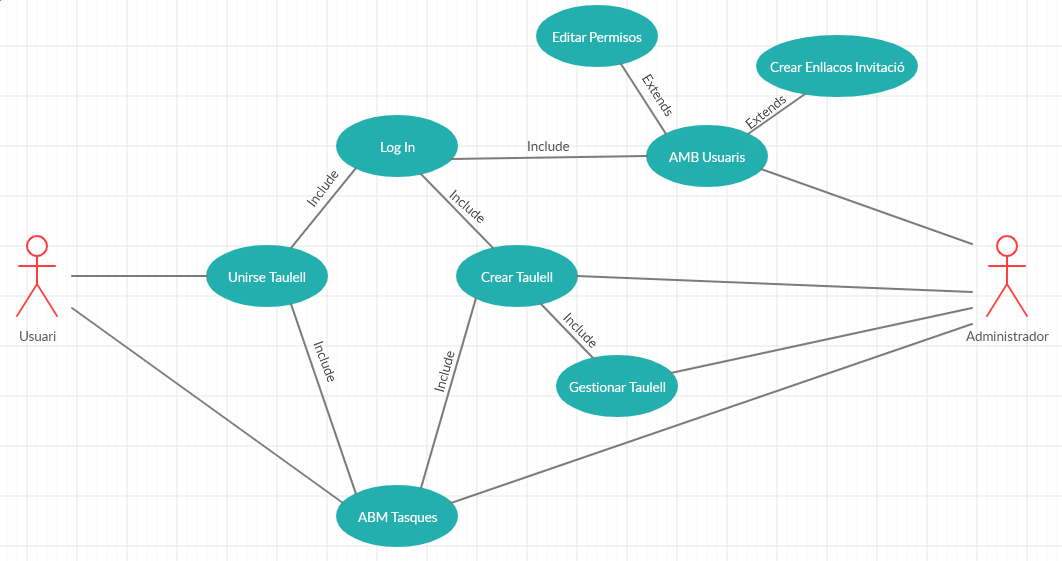 Editar Permisos
Crear Enllacos Invitació
Extends
Extends
Log In
Include
AMB Usuaris
Include
Include
Unirse Taulell
Crear Taulell
Usuari
Administrador
Include
Include
Include
Gestionar Taulell
ABM Tasques